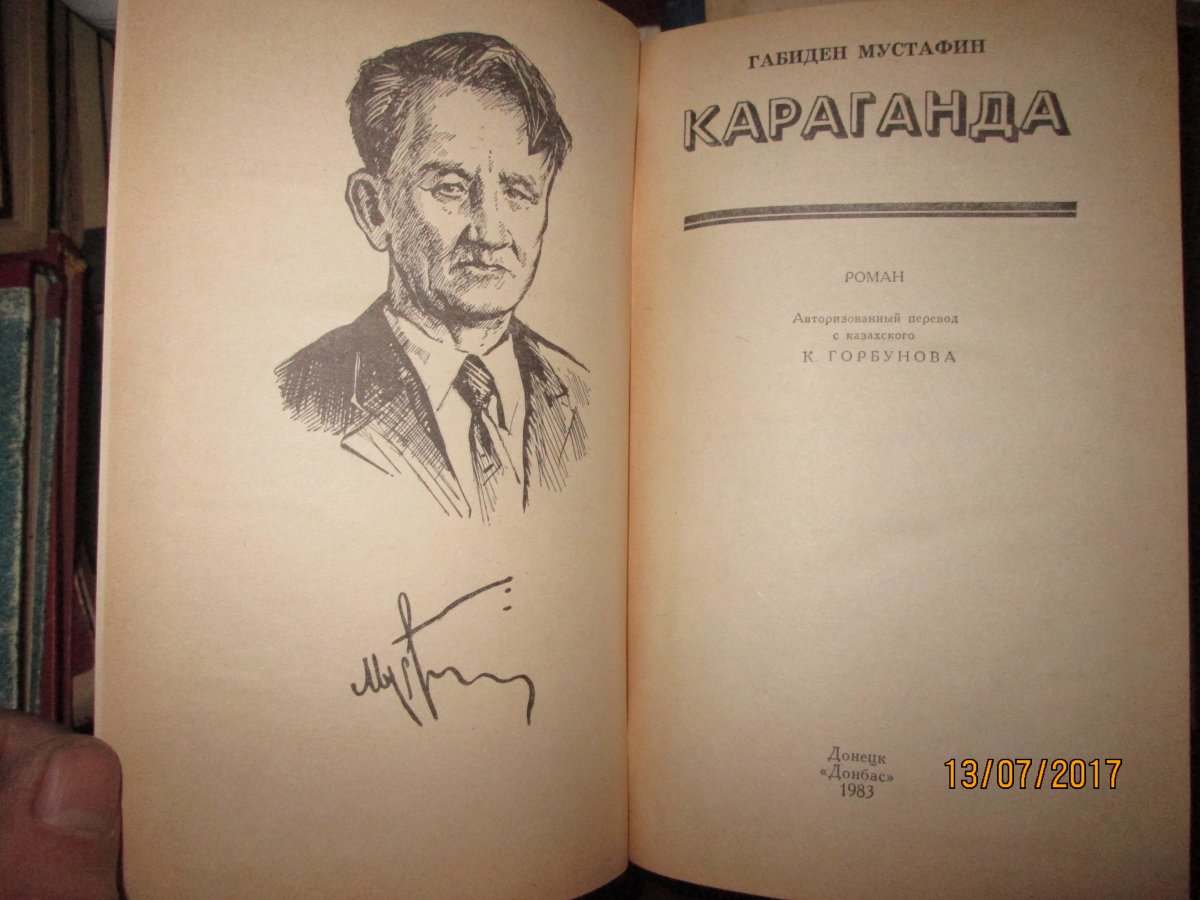 ГАБИДЕН МУСТАФИН
КАРАГАНДА
РОМАН
Авторизованный перевод
с казахского
К. ГОРБУНОВА
Донецк
«Донбас»
1983
13/07/2017